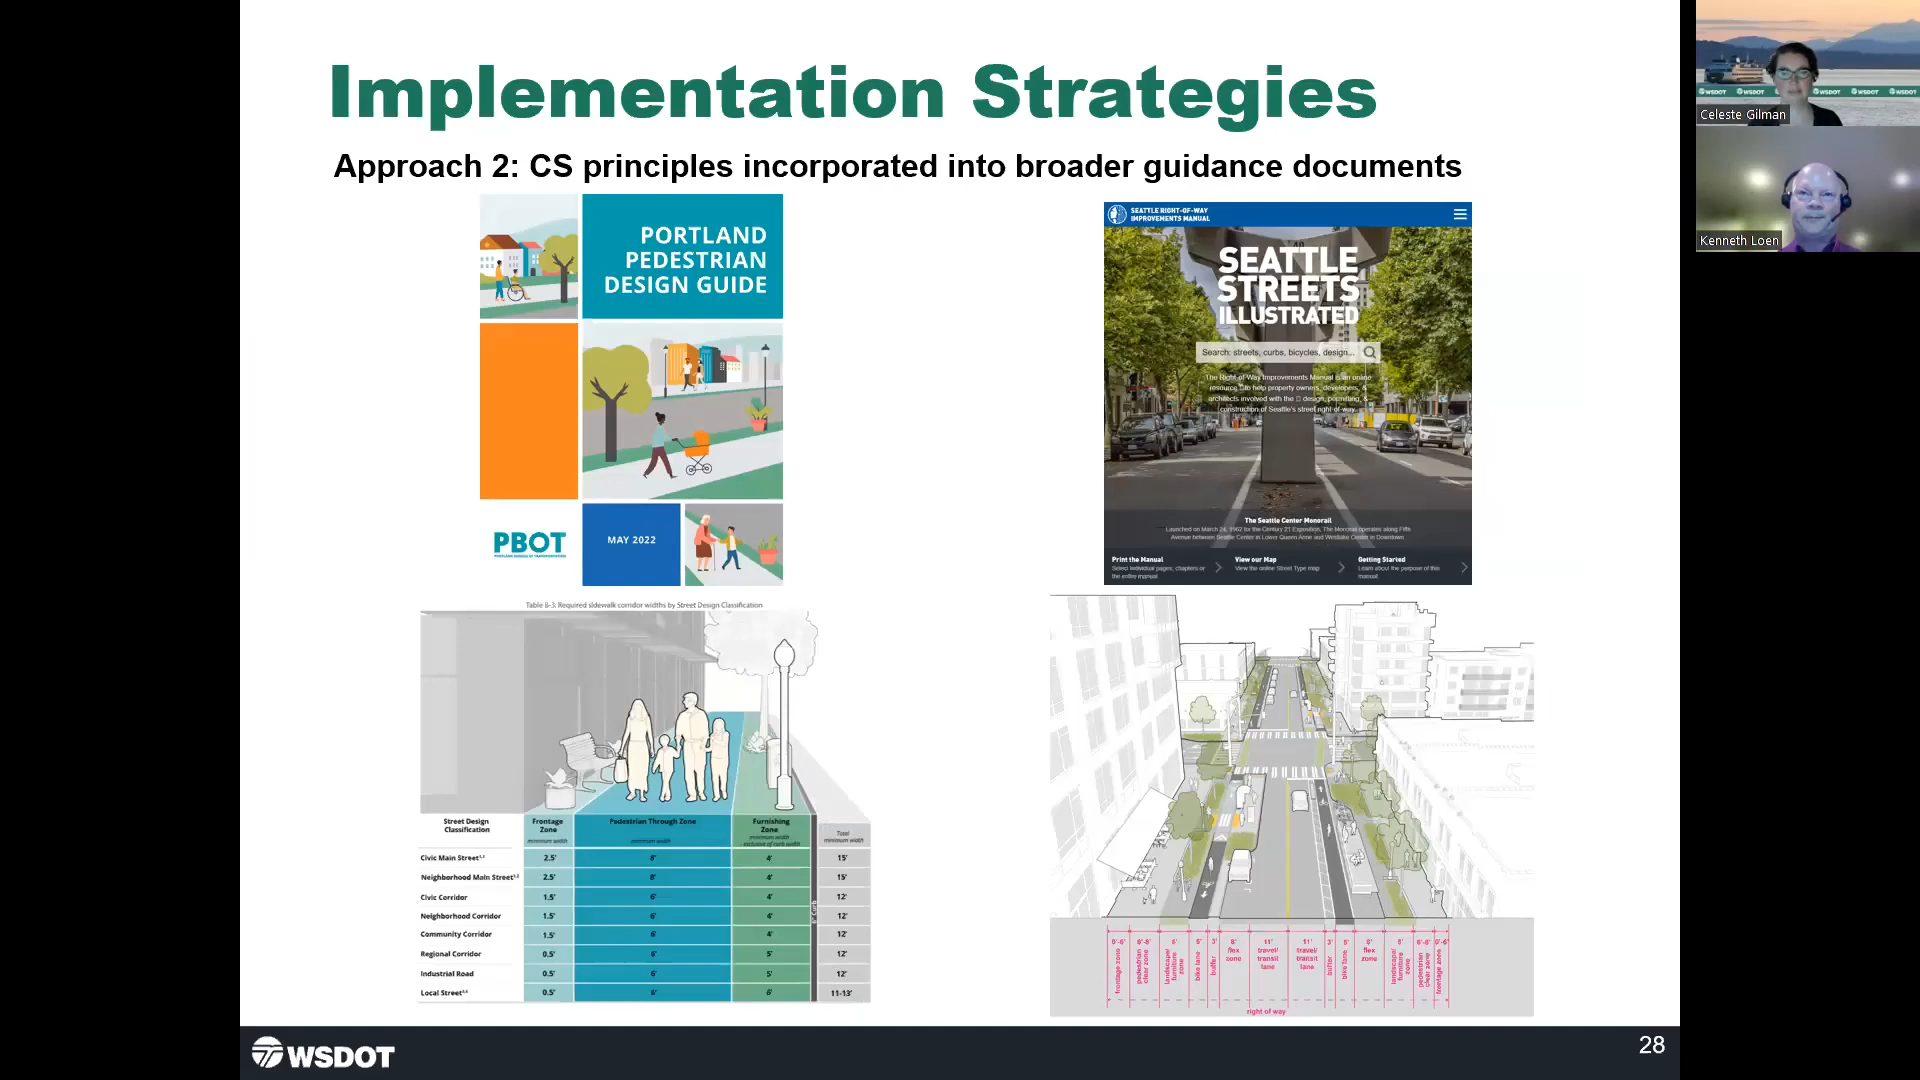 Implementation Strategies
Approach 2: CS principles incorporated into broader guidance documents
PORTLAND
PEDESTRIAN
DESIGN GUIDE
PBOT
PORTLAND BUREAU OF TRANSPORTATION
MAY 2022
SEATTLE RIGHT-OF-WAY
IMPROVEMENTS MANUAL
SEATTLE
STREETS
ILLUSTRATED
Search: streets, curbs, bicycles, design...
The Right-of-Way Improvements Manual is an online
resource to help property owners, developers, &
architects involved with the design, permitting, &
construction of Seattle's street right-of-way.
The Seattle Center Monorail
Launched on March 24, 1962 for the Century 21 Exposition, The Monorail operates along Fifth
Avenue between Seattle Center in Lower Queen Anne and Westlake Center in Downtown.
Print the Manual
Select individual pages, chapters or
the entire manual
View our Map
View the online Street Type map
Getting Started
Learn about the purpose of this
manual
Table B-3: Required sidewalk corridor widths by Street Design Classification
Street Design
Classification
Frontage
Zone
minimum width
Pedestrian Through Zone
minimum width
Furnishing
Zone
minimum width
exclusive of curb width
Total
minimum width
6" Curb
Civic Main Street 2.5' 8' 4' 15'
Neighborhood Main Street 2.5' 8' 4' 15'
Civic Corridor 1.5' 6' 4' 12'
Neighborhood Corridor 1.5' 6' 4' 12'
Community Corridor 1.5' 6' 4' 12'
Regional Corridor 0.5' 6' 5' 12'
Industrial Road 0.5' 6' 5' 12'
Local Street 0.5' 6' 6' 11-13'
0'-6' frontage zone
6'-8' pedestrian clear zone
landscape/ furniture zone
5' bike lane
3' buffer
8' flex zone
11' travel/ transit lane
11' travel/ transit lane
3' buffer
5' bike lane
8' flex zone
landscape/ furniture zone
pedestrian clear zone
0'-6' frontage zone
right of way
WSDOT
28
WSDOT WSDOT WSDOT WSDOT WSDOT
Celeste Gilman
Kenneth Loen